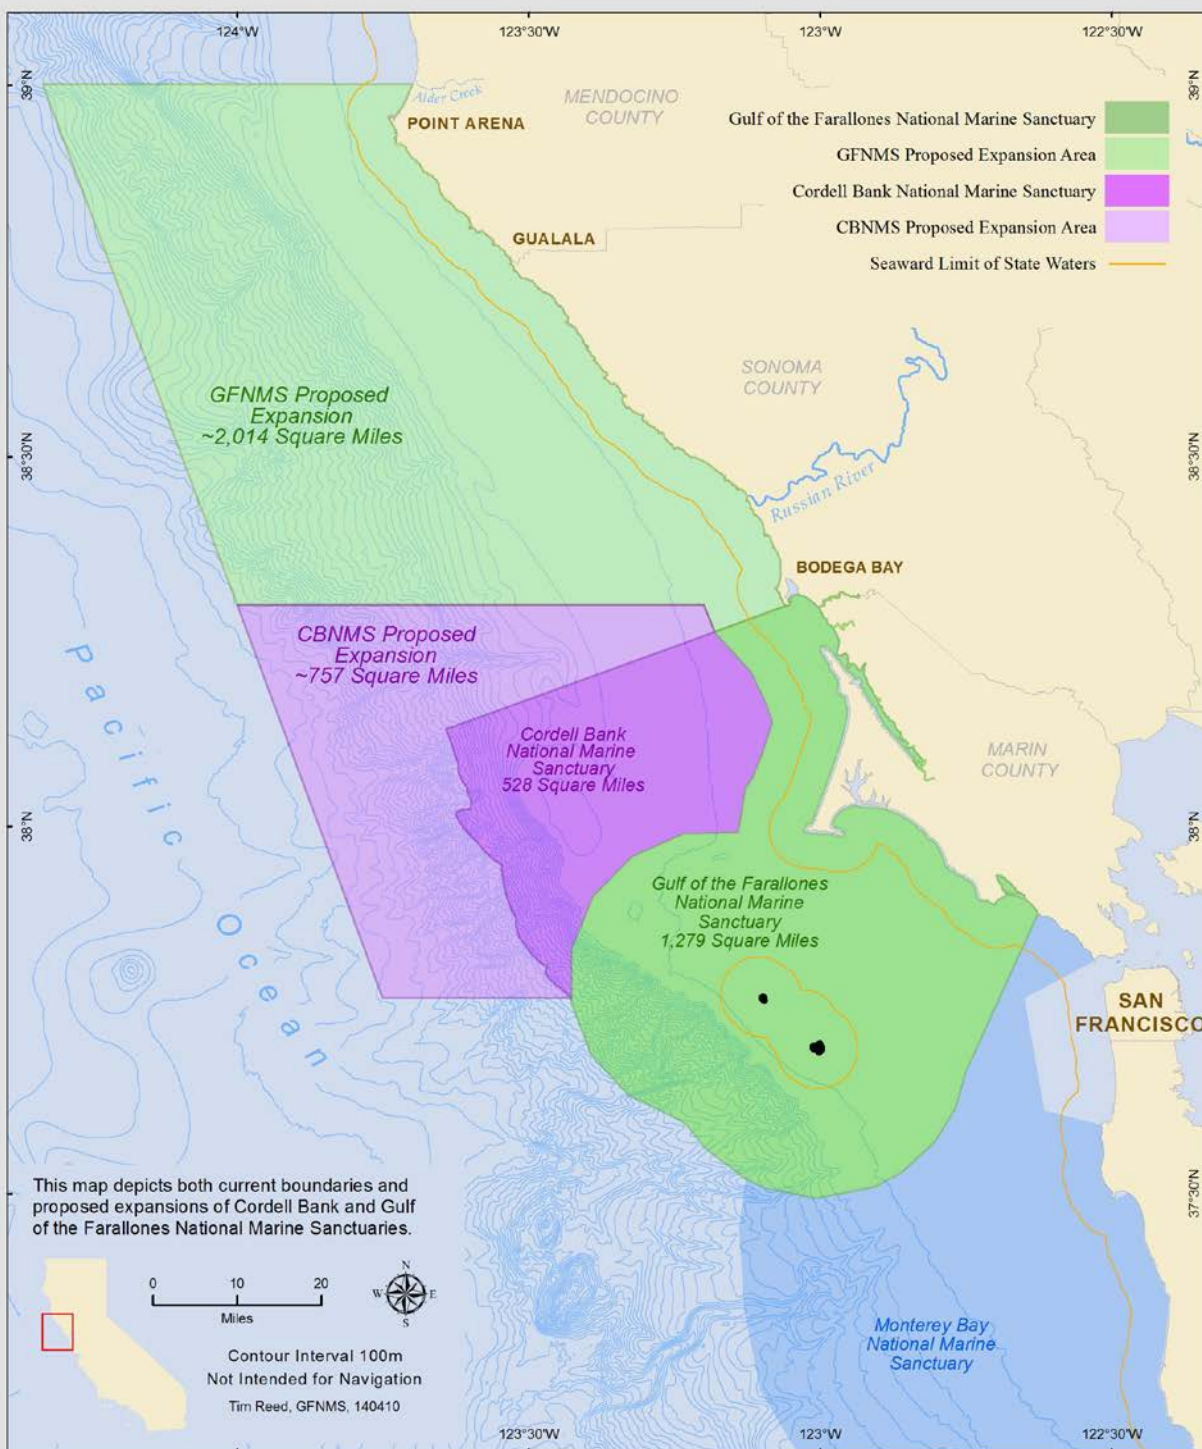 124°W
123°30'W
123°W
122°30'W
39°N
39°N
Alder Creek
MENDOCINO
COUNTY
POINT ARENA
Gulf of the Farallones National Marine Sanctuary
GFNMS Proposed Expansion Area
Cordell Bank National Marine Sanctuary
CBNMS Proposed Expansion Area
Seaward Limit of State Waters
GUALALA
SONOMA
COUNTY
GFNMS Proposed
Expansion
~2,014 Square Miles
38°30'N
38°30'N
Russian River
BODEGA BAY
CBNMS Proposed
Expansion
~757 Square Miles
Pacific Ocean
Cordell Bank
National Marine
Sanctuary
528 Square Miles
MARIN
COUNTY
38°N
38°N
Gulf of the Farallones
National Marine
Sanctuary
1,279 Square Miles
SAN
FRANCISCO
This map depicts both current boundaries and
proposed expansions of Cordell Bank and Gulf
of the Farallones National Marine Sanctuaries.
37°30'N
0 10 20
Miles
N
W E
S
Contour Interval 100m
Not Intended for Navigation
Tim Reed, GFNMS, 140410
Monterey Bay
National Marine
Sanctuary
123°30'W
123°W
122°30'W